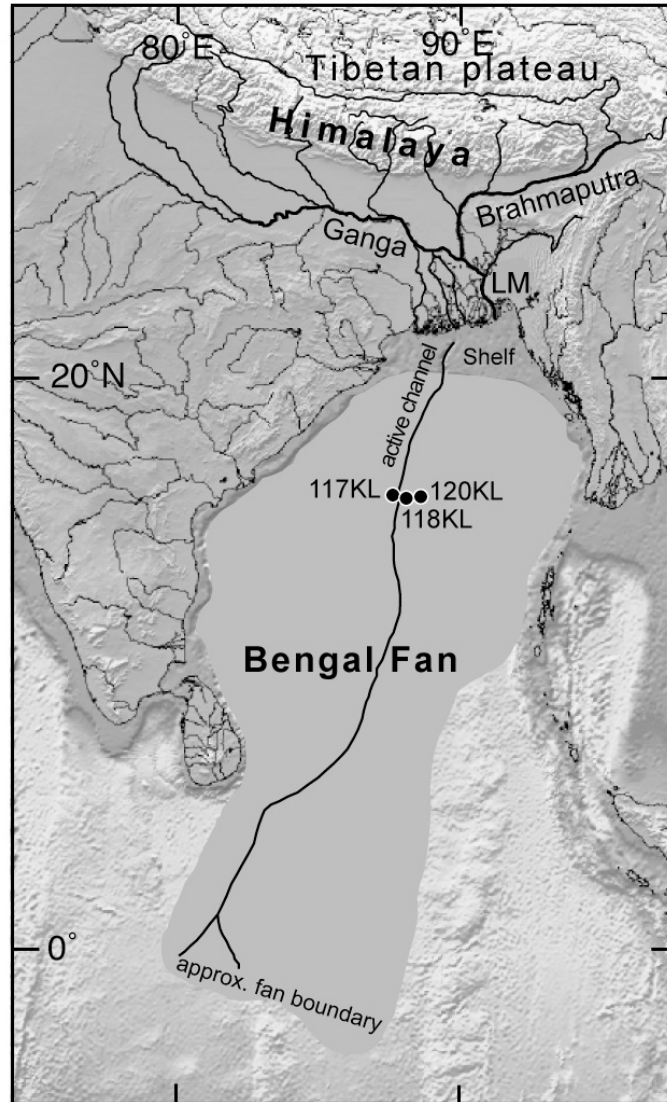 80°E
90°E
Tibetan plateau
Himalaya
Brahmaputra
Ganga
LM
Shelf
20°N
active channel
117KL
120KL
118KL
Bengal Fan
0°
approx. fan boundary